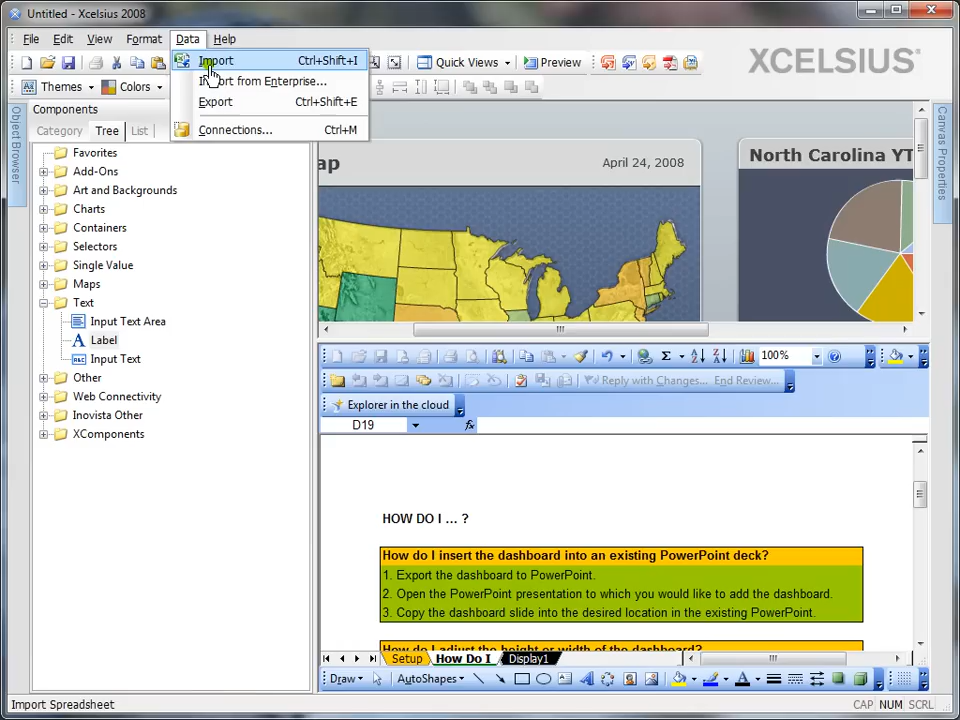 Untitled - Xcelsius 2008
File Edit View Format Data Help
Quick Views Preview
XCELSIUS
Themes Colors
Import Ctrl+Shift+I
Import from Enterprise...
Export Ctrl+Shift+E
Connections... Ctrl+M
Components
Category Tree List
Object Browser
Favorites
Add-Ons
Art and Backgrounds
Charts
Containers
Selectors
Single Value
Maps
Text
Input Text Area
Label
Input Text
Other
Web Connectivity
Inovista Other
XComponents
ap
April 24, 2008
North Carolina YT
Canvas Properties
100%
Reply with Changes... End Review...
Explorer in the cloud
D19 fx
HOW DO I ... ?
How do I insert the dashboard into an existing PowerPoint deck?
1. Export the dashboard to PowerPoint.
2. Open the PowerPoint presentation to which you would like to add the dashboard.
3. Copy the dashboard slide into the desired location in the existing PowerPoint.
How do I adjust the height or width of the dashboard?
Setup How Do I Display1
Draw AutoShapes
Import Spreadsheet
CAP NUM SCRL